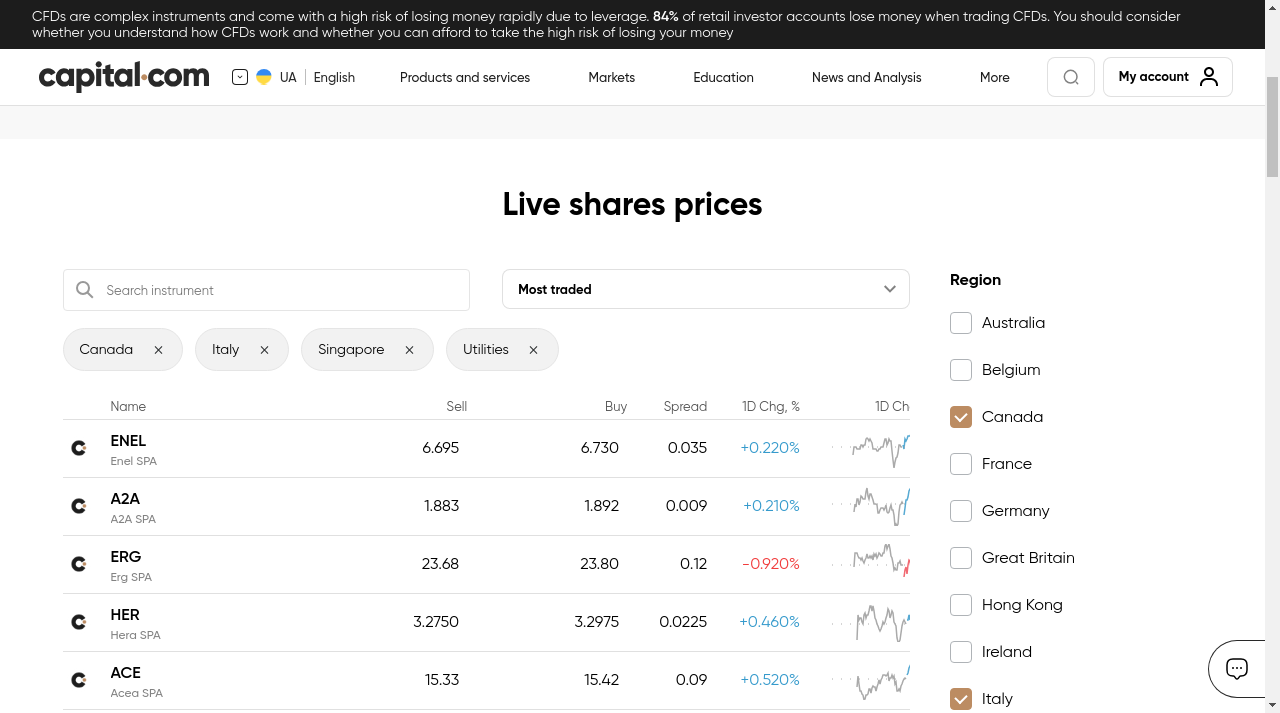 CFDs are complex instruments and come with a high risk of losing money rapidly due to leverage. 84% of retail investor accounts lose money when trading CFDs. You should consider
whether you understand how CFDs work and whether you can afford to take the high risk of losing your money
capital.com UA English Products and services Markets Education News and Analysis More My account
Live shares prices
Search instrument Most traded
Canada Italy Singapore Utilities
Name Sell Buy Spread 1D Chg, % 1D Ch
ENEL 6.695 6.730 0.035 +0.220%
Enel SPA
A2A 1.883 1.892 0.009 +0.210%
A2A SPA
ERG 23.68 23.80 0.12 -0.920%
Erg SPA
HER 3.2750 3.2975 0.0225 +0.460%
Hera SPA
ACE 15.33 15.42 0.09 +0.520%
Acea SPA
Region
Australia
Belgium
Canada
France
Germany
Great Britain
Hong Kong
Ireland
Italy